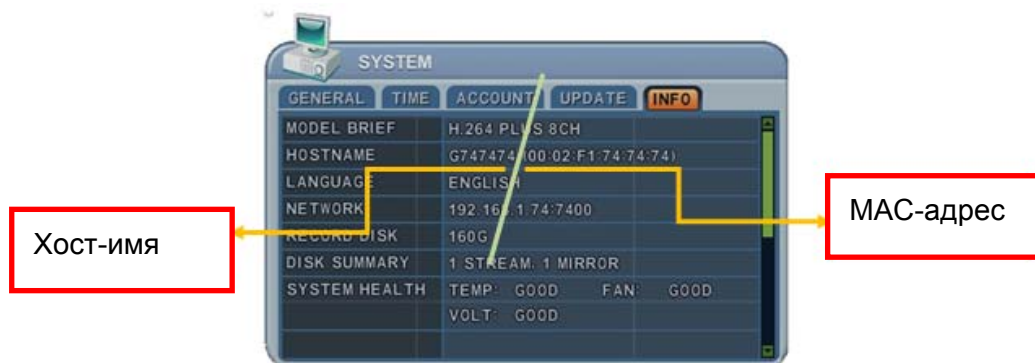 SYSTEM
GENERAL TIME ACCOUNT UPDATE INFO
MODEL BRIEF H.264 PLUS 8CH
HOSTNAME G747474 (00:02:F1:74:74:74)
LANGUAGE ENGLISH
NETWORK 192.168.1.74:7400
RECORD DISK 160G
DISK SUMMARY 1 STREAM. 1 MIRROR
SYSTEM HEALTH TEMP: GOOD FAN: GOOD
VOLT: GOOD
Хост-имя
MAC-адрес